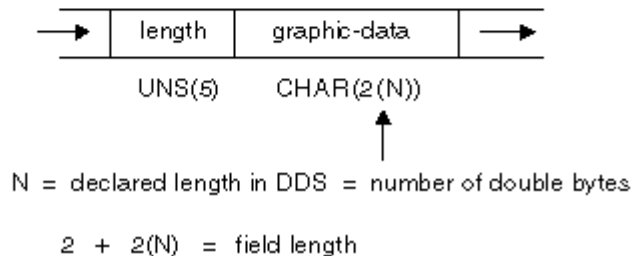 length graphic-data
UNS(5) CHAR(2(N))
N = declared length in DDS = number of double bytes
2 + 2(N) = field length